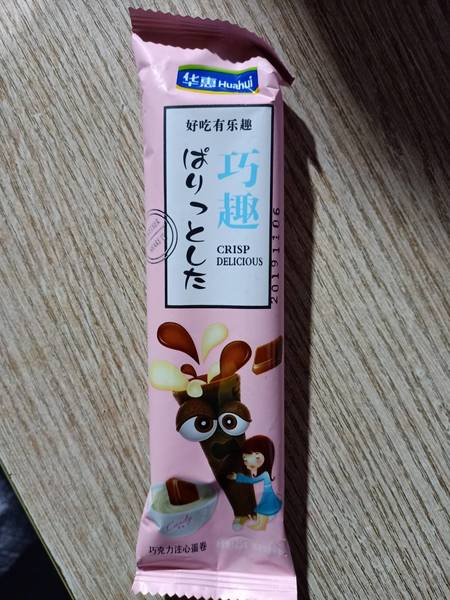 华惠 Huahui
好吃有乐趣
巧趣
ぱりっとした
CRISP
DELICIOUS
20191106
Candy
巧克力注心蛋卷